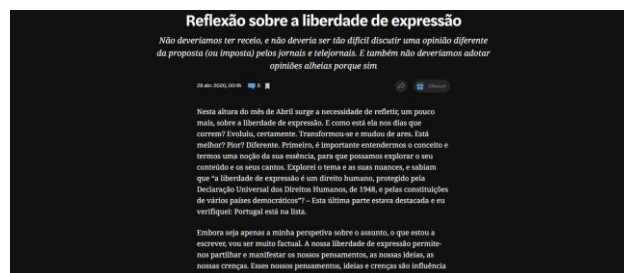 Reflexão sobre a liberdade de expressão
Não deveríamos ter receio, e não deveria ser tão difícil discutir uma opinião diferente
da proposta (ou imposta) pelos jornais e telejornais. E também não deveríamos adotar
opiniões alheias porque sim
26 abr. 2020, 00:16 5 Oferecer
Nesta altura do mês de Abril surge a necessidade de refletir, um pouco
mais, sobre a liberdade de expressão. E como está ela nos dias que
correm? Evoluiu, certamente. Transformou-se e mudou de ares. Está
melhor? Pior? Diferente. Primeiro, é importante entendermos o conceito e
termos uma noção da sua essência, para que possamos explorar o seu
conteúdo e os seus cantos. Explorei o tema e as suas nuances, e sabiam
que “a liberdade de expressão é um direito humano, protegido pela
Declaração Universal dos Direitos Humanos, de 1948, e pelas constituições
de vários países democráticos”? – Esta última parte estava destacada e eu
verifiquei: Portugal está na lista.
Embora seja apenas a minha perspetiva sobre o assunto, o que estou a
escrever, vou ser muito factual. A nossa liberdade de expressão permite-
nos partilhar e manifestar os nossos pensamentos, as nossas ideias, as
nossas crenças. Esses nossos pensamentos, ideias e crenças são influência